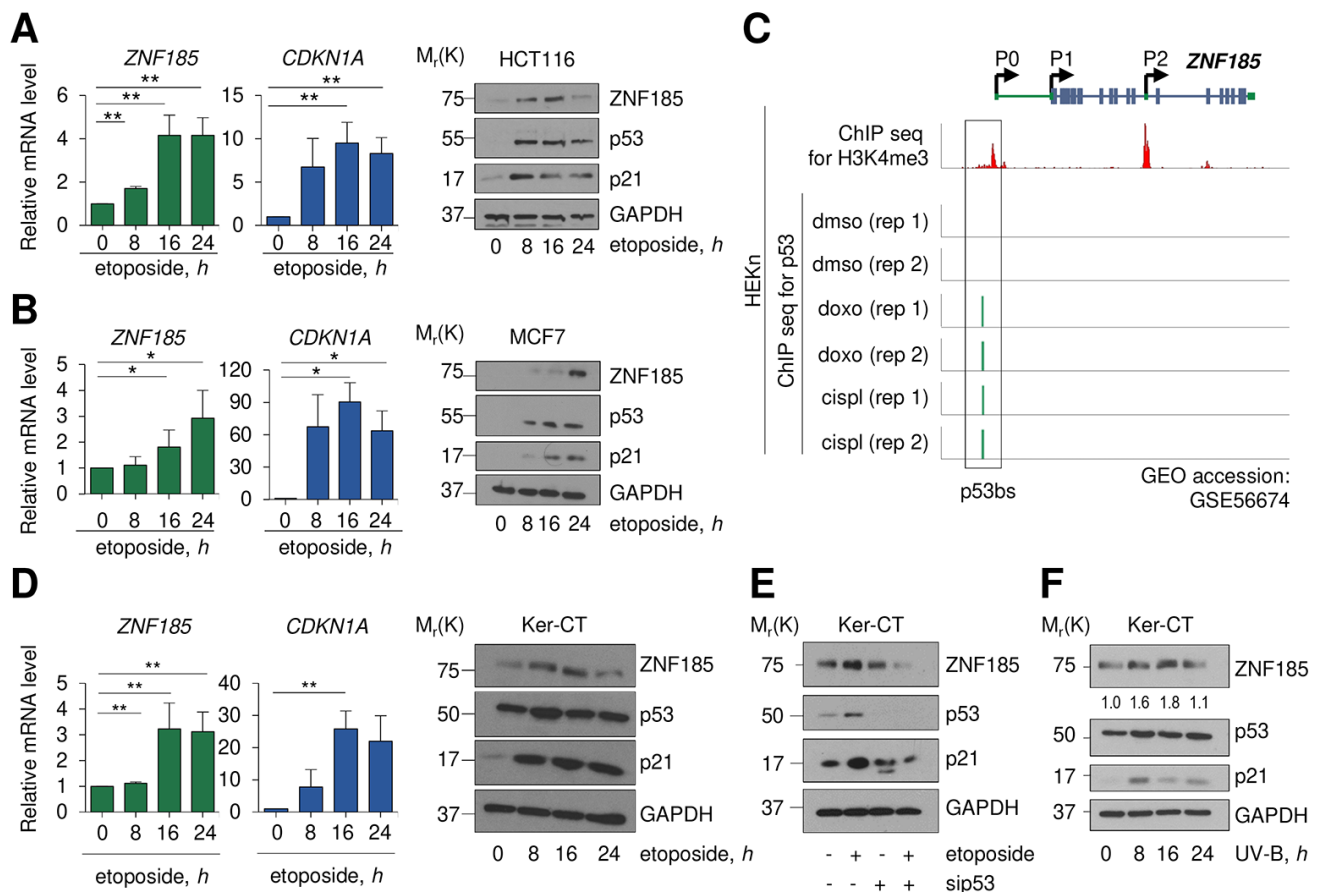 A
ZNF185
CDKN1A
Mr(K)
HCT116
Relative mRNA level
**
**
**
**
**
6
4
2
0
15
10
5
0
0 8 16 24
0 8 16 24
etoposide, h
etoposide, h
75
ZNF185
55
p53
17
p21
37
GAPDH
0 8 16 24 etoposide, h
B
ZNF185
CDKN1A
Mr(K)
MCF7
Relative mRNA level
*
*
*
*
5
4
3
2
1
0
120
90
60
30
0
0 8 16 24
0 8 16 24
etoposide, h
etoposide, h
75
ZNF185
55
p53
17
p21
37
GAPDH
0 8 16 24 etoposide, h
C
P0 P1 P2 ZNF185
ChIP seq
for H3K4me3
HEKn
ChIP seq for p53
dmso (rep 1)
dmso (rep 2)
doxo (rep 1)
doxo (rep 2)
cispl (rep 1)
cispl (rep 2)
p53bs
GEO accession:
GSE56674
D
ZNF185
CDKN1A
Mr(K)
Ker-CT
Relative mRNA level
**
**
**
**
5
4
3
2
1
0
40
30
20
10
0
0 8 16 24
0 8 16 24
etoposide, h
etoposide, h
75
ZNF185
50
p53
17
p21
37
GAPDH
0 8 16 24 etoposide, h
E
Mr(K)
Ker-CT
75
ZNF185
50
p53
17
p21
37
GAPDH
- + - + etoposide
- - + + sip53
F
Mr(K)
Ker-CT
75
ZNF185
1.0 1.6 1.8 1.1
50
p53
17
p21
37
GAPDH
0 8 16 24 UV-B, h